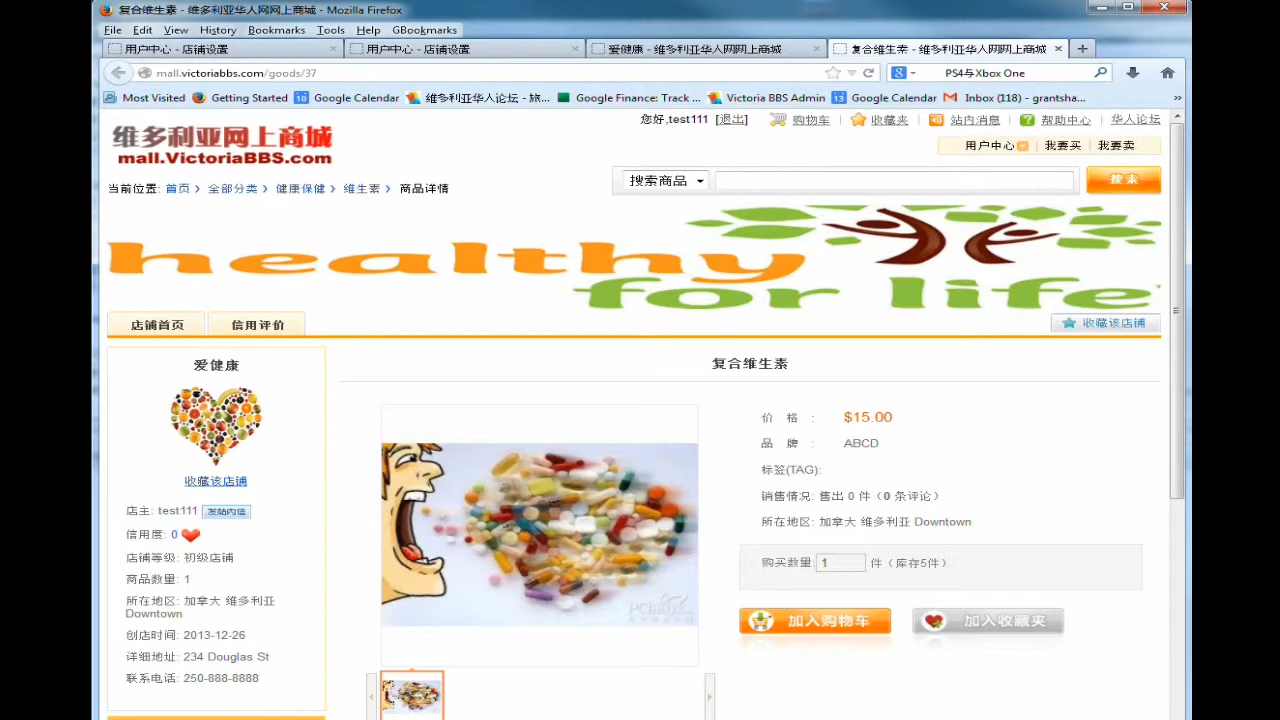 复合维生素 - 维多利亚华人网网上商城 - Mozilla Firefox
File Edit View History Bookmarks Tools Help GBookmarks
用户中心 - 店铺设置 × 用户中心 - 店铺设置 × 爱健康 - 维多利亚华人网网上商城 × 复合维生素 - 维多利亚华人网网上商城 × +
mall.victoriabbs.com/goods/37 PS4与Xbox One
Most Visited Getting Started 10 Google Calendar 维多利亚华人论坛 - 旅... Google Finance: Track ... Victoria BBS Admin 13 Google Calendar Inbox (118) - grantsha... »
您好,test111 [退出] 购物车 收藏夹 站内消息 帮助中心 华人论坛
维多利亚网上商城
mall.VictoriaBBS.com
用户中心 我要买 我要卖
当前位置: 首页 > 全部分类 > 健康保健 > 维生素 > 商品详情
搜索商品 搜索
healthy
for life
店铺首页 信用评价 收藏该店铺
爱健康
收藏该店铺
店主: test111 发站内信
信用度: 0
店铺等级: 初级店铺
商品数量: 1
所在地区: 加拿大 维多利亚
Downtown
创店时间: 2013-12-26
详细地址: 234 Douglas St
联系电话: 250-888-8888
复合维生素
价 格 : $15.00
品 牌 : ABCD
标签(TAG):
销售情况: 售出 0 件 (0 条评论)
所在地区: 加拿大 维多利亚 Downtown
购买数量: 1 件 (库存5件)
加入购物车 加入收藏夹